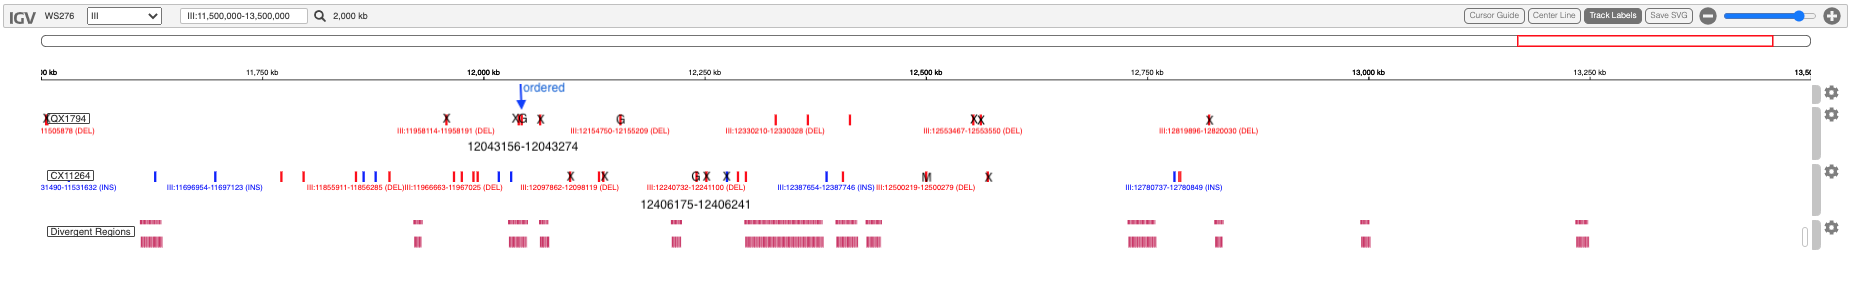 IGV WS276 III III:11,500,000-13,500,000 2,000 kb Cursor Guide Center Line Track Labels Save SVG
00 kb 11,750 kb 12,000 kb 12,250 kb 12,500 kb 12,750 kb 13,000 kb 13,250 kb 13,50
ordered
X QX1794 X X G X G X X X
11505878 (DEL) III:11958114-11958191 (DEL) III:12154750-12155209 (DEL) III:12330210-12330328 (DEL) III:12553467-12553550 (DEL) III:12819896-12820030 (DEL)
12043156-12043274
CX11264 X X G X X M X
31490-11531632 (INS) III:11696954-11697123 (INS) III:11855911-11856285 (DEL) III:11966663-11967025 (DEL) III:12097862-12098119 (DEL) III:12240732-12241100 (DEL) III:12387654-12387746 (INS) III:12500219-12500279 (DEL) III:12780737-12780849 (INS)
12406175-12406241
Divergent Regions